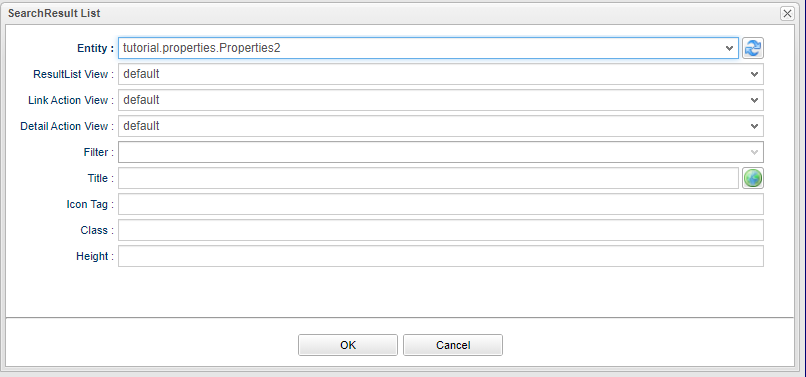 SearchResult List
Entity : tutorial.properties.Properties2
ResultList View : default
Link Action View : default
Detail Action View : default
Filter :
Title :
Icon Tag :
Class :
Height :
OK Cancel